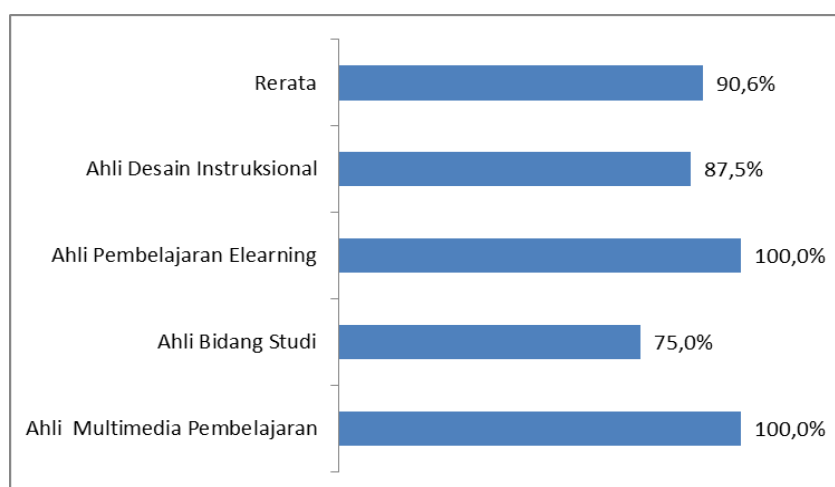 Rerata 90,6%
Ahli Desain Instruksional 87,5%
Ahli Pembelajaran Elearning 100,0%
Ahli Bidang Studi 75,0%
Ahli Multimedia Pembelajaran 100,0%